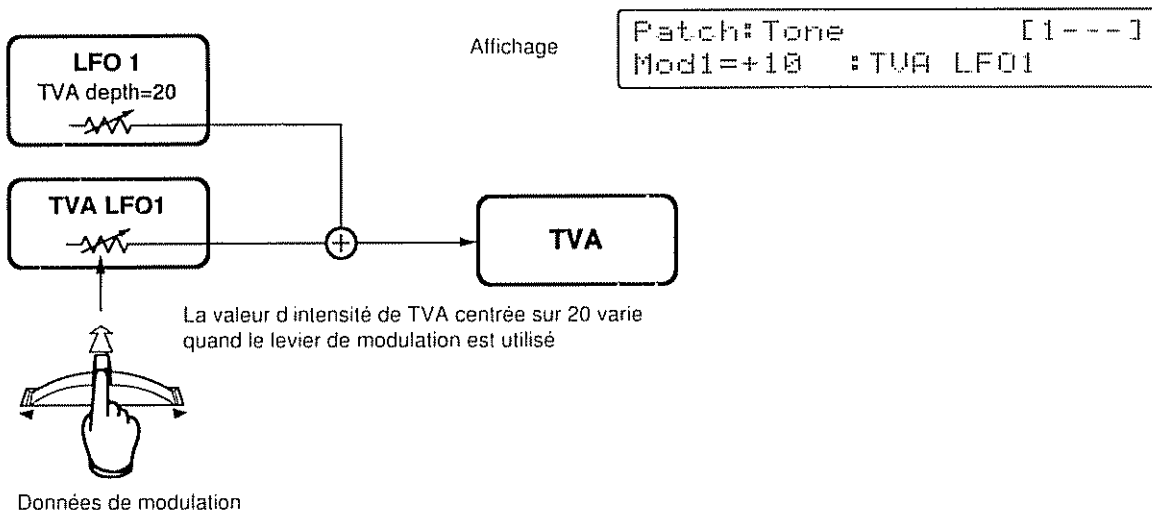 LFO 1
TVA depth=20
Affichage
Patch:Tone [1---]
Mod1=+10 :TVA LFO1
TVA LFO1
+
TVA
La valeur d intensité de TVA centrée sur 20 varie
quand le levier de modulation est utilisé
Données de modulation